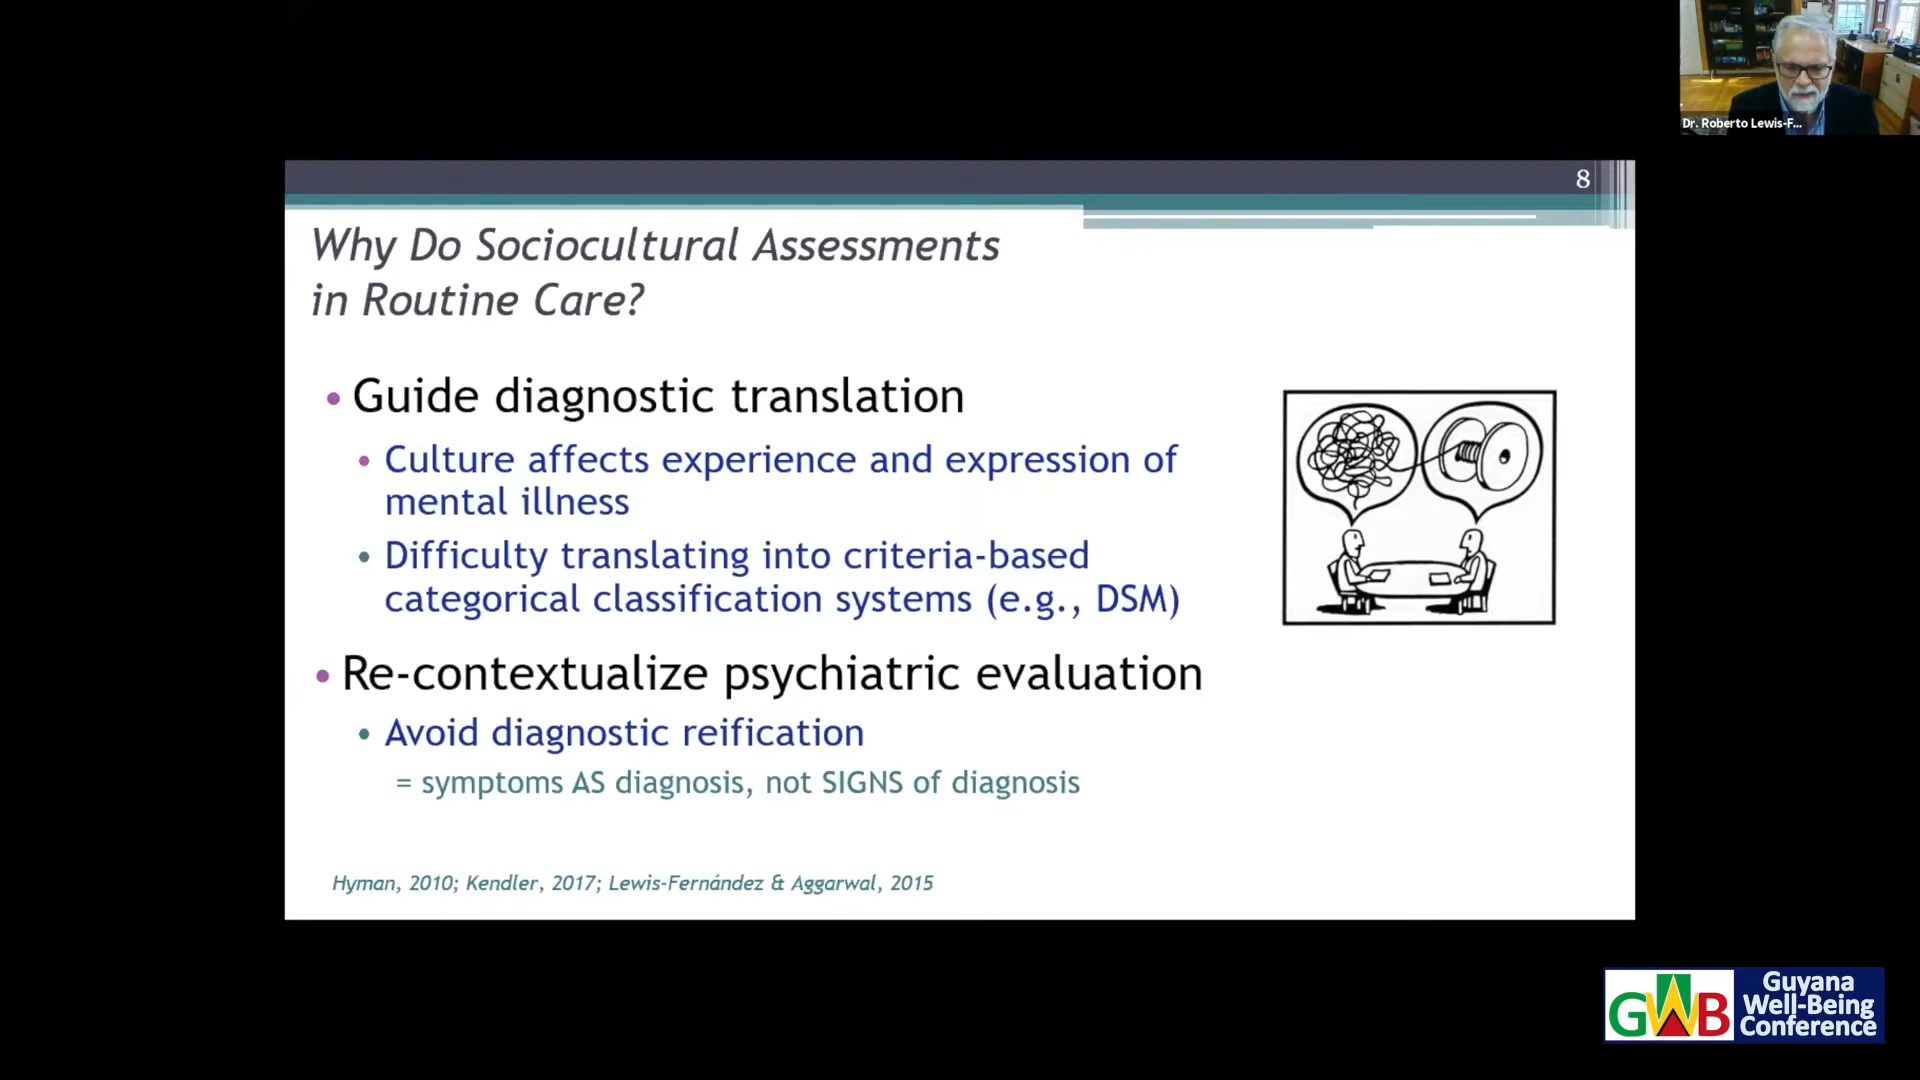 Dr. Roberto Lewis-F...
8
Why Do Sociocultural Assessments
in Routine Care?
• Guide diagnostic translation
• Culture affects experience and expression of
mental illness
• Difficulty translating into criteria-based
categorical classification systems (e.g., DSM)
• Re-contextualize psychiatric evaluation
• Avoid diagnostic reification
= symptoms AS diagnosis, not SIGNS of diagnosis
Hyman, 2010; Kendler, 2017; Lewis-Fernández & Aggarwal, 2015
GWB
Guyana
Well-Being
Conference